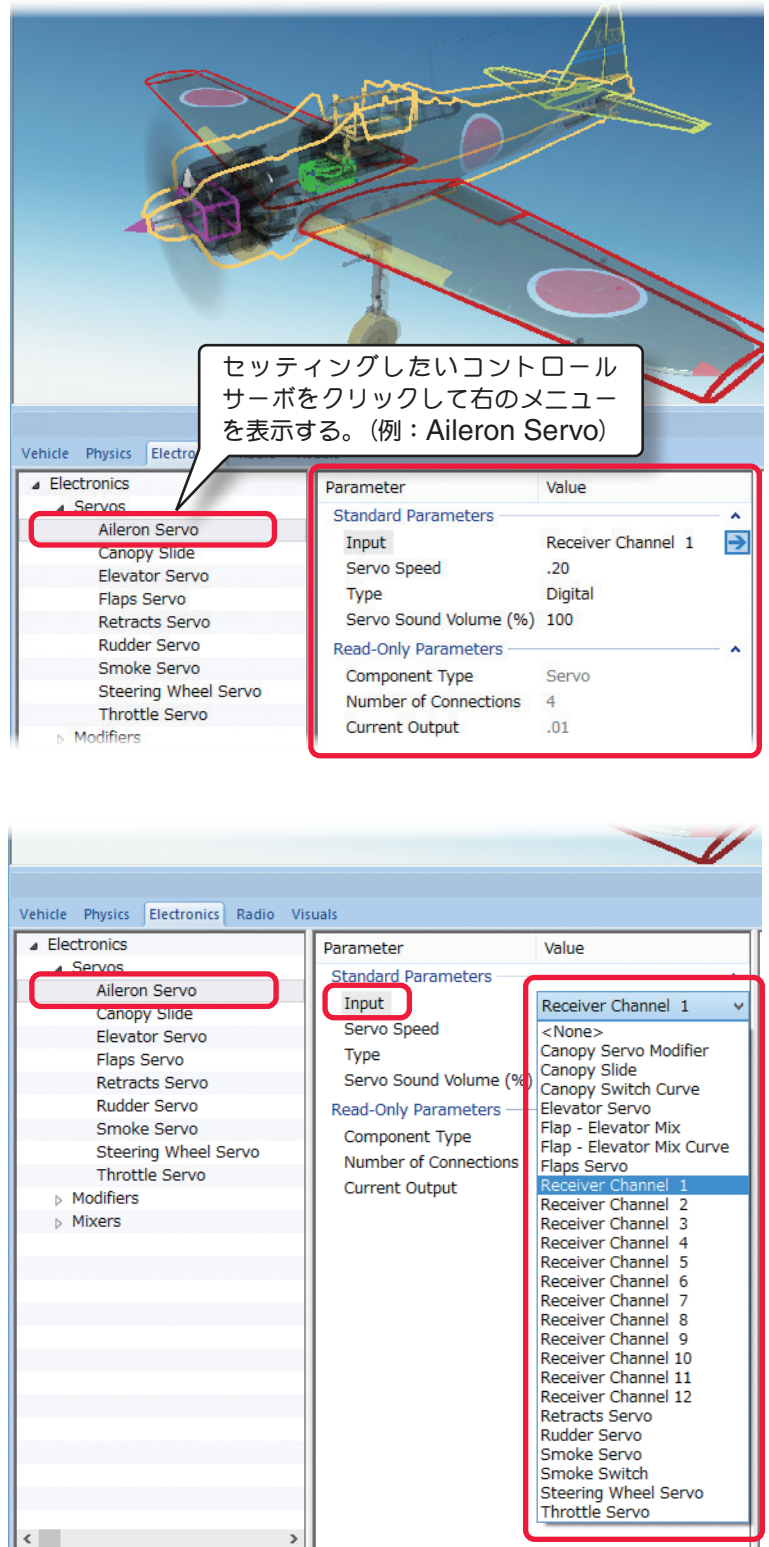 X-133
セッティングしたいコントロール
サーボをクリックして右のメニュー
を表示する。（例：Aileron Servo）
Vehicle Physics
Electronics
Servos
Aileron Servo
Canopy Slide
Elevator Servo
Flaps Servo
Retracts Servo
Rudder Servo
Smoke Servo
Steering Wheel Servo
Throttle Servo
Modifiers
Parameter Value
Standard Parameters
Input Receiver Channel 1
Servo Speed .20
Type Digital
Servo Sound Volume (%) 100
Read-Only Parameters
Component Type Servo
Number of Connections 4
Current Output .01
Vehicle Physics Electronics Radio Visuals
Electronics
Servos
Aileron Servo
Canopy Slide
Elevator Servo
Flaps Servo
Retracts Servo
Rudder Servo
Smoke Servo
Steering Wheel Servo
Throttle Servo
Modifiers
Mixers
Parameter Value
Standard Parameters
Input
Servo Speed
Type
Servo Sound Volume (%)
Read-Only Parameters
Component Type
Number of Connections
Current Output
Receiver Channel 1
<None>
Canopy Servo Modifier
Canopy Slide
Canopy Switch Curve
Elevator Servo
Flap - Elevator Mix
Flap - Elevator Mix Curve
Flaps Servo
Receiver Channel 1
Receiver Channel 2
Receiver Channel 3
Receiver Channel 4
Receiver Channel 5
Receiver Channel 6
Receiver Channel 7
Receiver Channel 8
Receiver Channel 9
Receiver Channel 10
Receiver Channel 11
Receiver Channel 12
Retracts Servo
Rudder Servo
Smoke Servo
Smoke Switch
Steering Wheel Servo
Throttle Servo